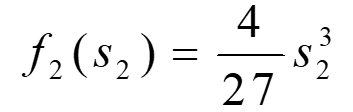 f₂(s₂) = 4/27 s₂³